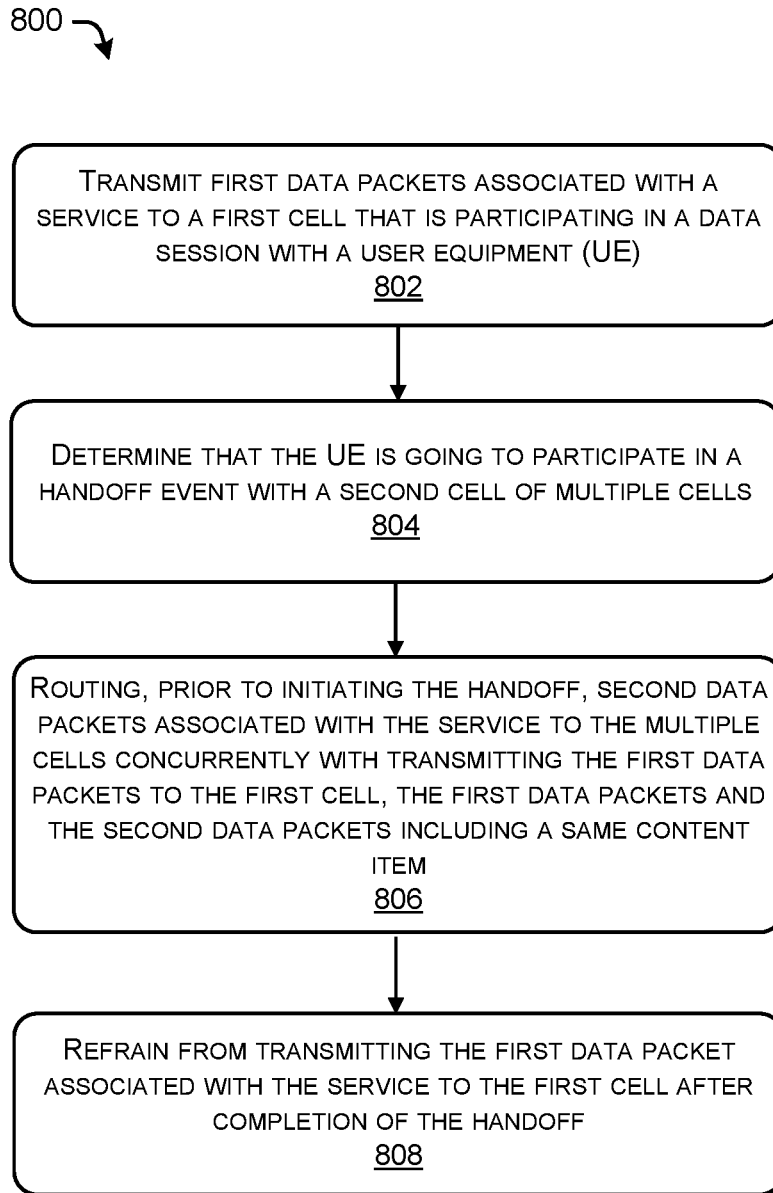 800
TRANSMIT FIRST DATA PACKETS ASSOCIATED WITH A
SERVICE TO A FIRST CELL THAT IS PARTICIPATING IN A DATA
SESSION WITH A USER EQUIPMENT (UE)
802
DETERMINE THAT THE UE IS GOING TO PARTICIPATE IN A
HANDOFF EVENT WITH A SECOND CELL OF MULTIPLE CELLS
804
ROUTING, PRIOR TO INITIATING THE HANDOFF, SECOND DATA
PACKETS ASSOCIATED WITH THE SERVICE TO THE MULTIPLE
CELLS CONCURRENTLY WITH TRANSMITTING THE FIRST DATA
PACKETS TO THE FIRST CELL, THE FIRST DATA PACKETS AND
THE SECOND DATA PACKETS INCLUDING A SAME CONTENT
ITEM
806
REFRAIN FROM TRANSMITTING THE FIRST DATA PACKET
ASSOCIATED WITH THE SERVICE TO THE FIRST CELL AFTER
COMPLETION OF THE HANDOFF
808